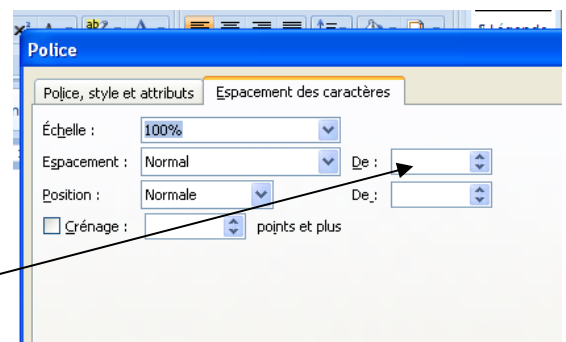 Police
Police, style et attributs Espacement des caractères
Échelle : 100%
Espacement : Normal De :
Position : Normale De :
Crénage : points et plus